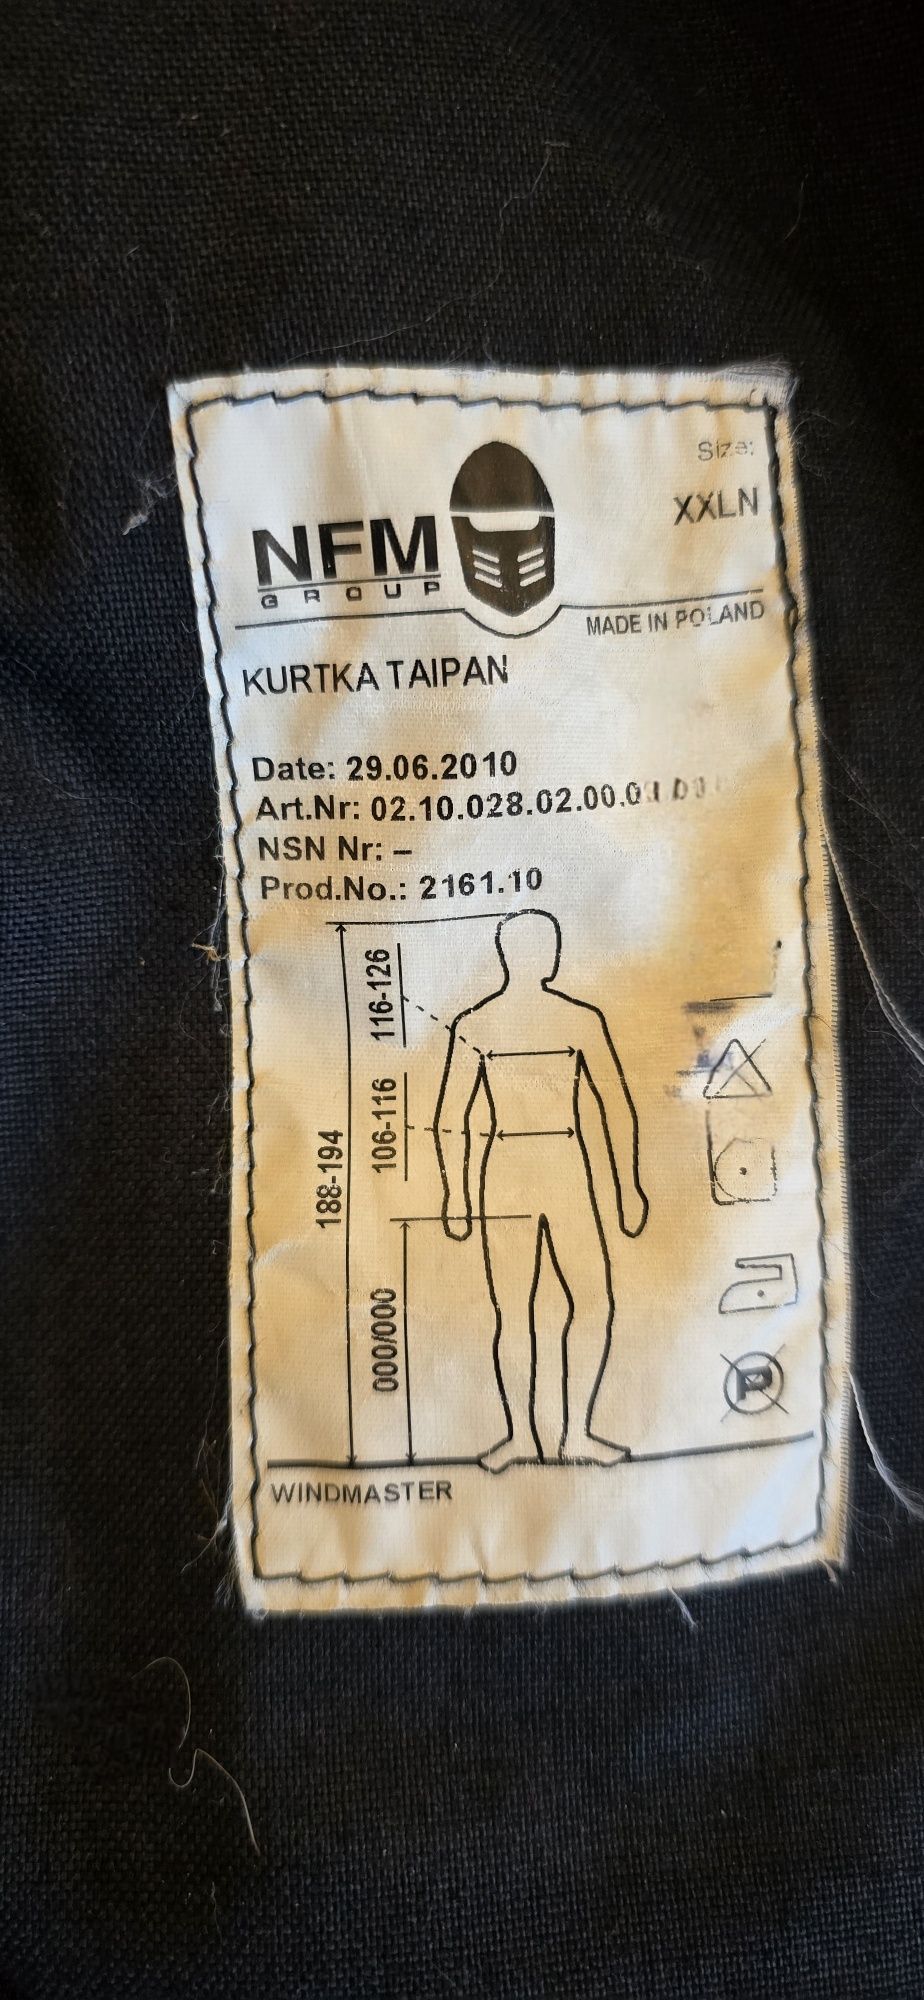 Size:
XXLN
NFM
GROUP
MADE IN POLAND
KURTKA TAIPAN
Date: 29.06.2010
Art.Nr: 02.10.028.02.00.0
NSN Nr: –
Prod.No.: 2161.10
116-126
106-116
188-194
000/000
P
WINDMASTER